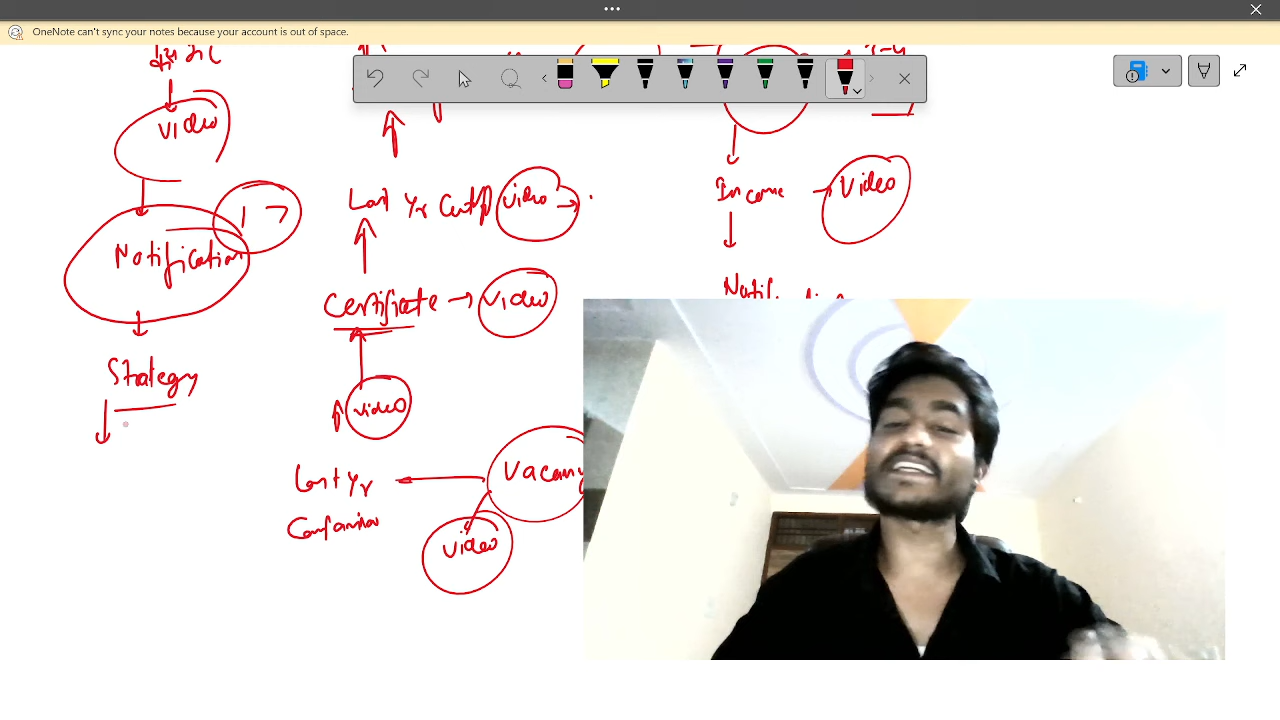 OneNote can't sync your notes because your account is out of space.
video
Notification
17
Strategy
Last Yr Cutoff video
Certificate → video
video
Last Yr
Comparison
Vacancy
video
Income → Video